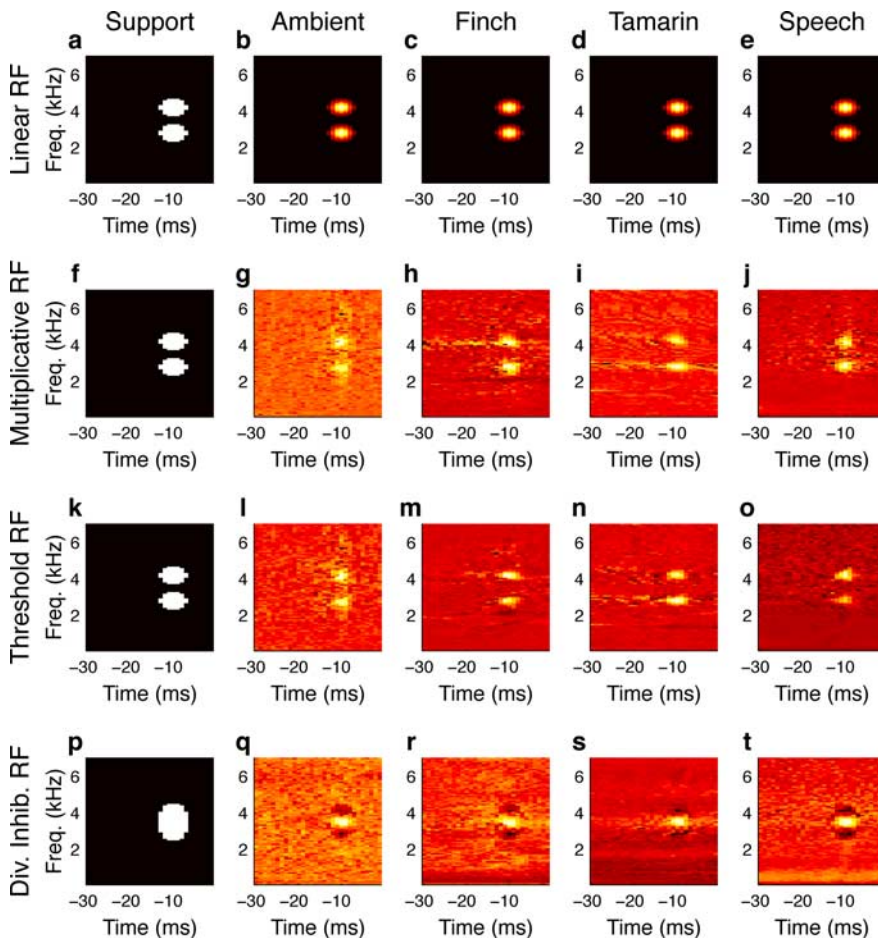 Support Ambient Finch Tamarin Speech
a b c d e
Linear RF
Freq. (kHz)
6 6 6 6 6
4 4 4 4 4
2 2 2 2 2
−30 −20 −10 −30 −20 −10 −30 −20 −10 −30 −20 −10 −30 −20 −10
Time (ms) Time (ms) Time (ms) Time (ms) Time (ms)
f g h i j
Multiplicative RF
Freq. (kHz)
6 6 6 6 6
4 4 4 4 4
2 2 2 2 2
−30 −20 −10 −30 −20 −10 −30 −20 −10 −30 −20 −10 −30 −20 −10
Time (ms) Time (ms) Time (ms) Time (ms) Time (ms)
k l m n o
Threshold RF
Freq. (kHz)
6 6 6 6 6
4 4 4 4 4
2 2 2 2 2
−30 −20 −10 −30 −20 −10 −30 −20 −10 −30 −20 −10 −30 −20 −10
Time (ms) Time (ms) Time (ms) Time (ms) Time (ms)
p q r s t
Div. Inhib. RF
Freq. (kHz)
6 6 6 6 6
4 4 4 4 4
2 2 2 2 2
−30 −20 −10 −30 −20 −10 −30 −20 −10 −30 −20 −10 −30 −20 −10
Time (ms) Time (ms) Time (ms) Time (ms) Time (ms)